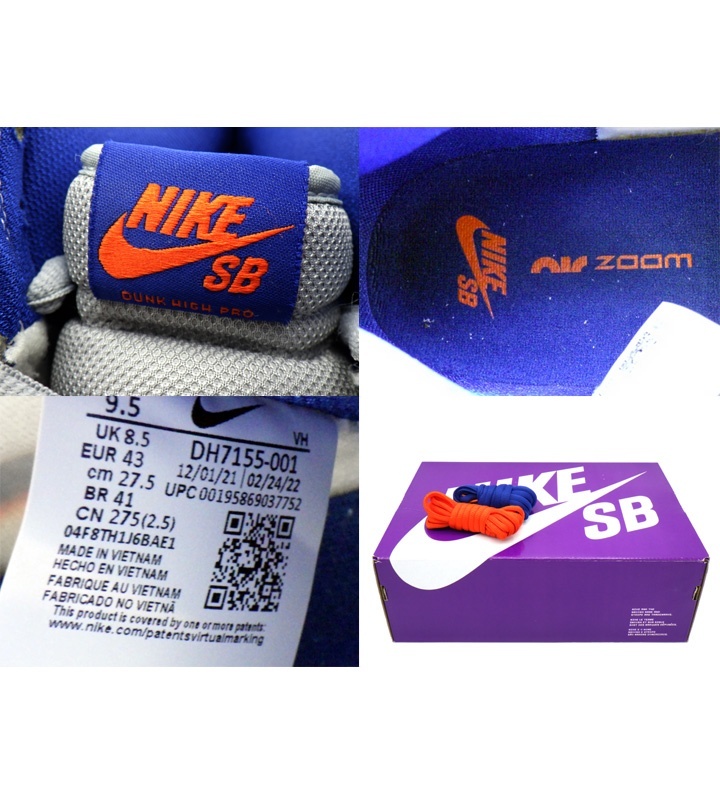 NIKE
SB
DUNK HIGH PRO
NIKE
SB
ZOOM
9.5
UK 8.5
EUR 43
cm 27.5
BR 41
CN 275(2.5)
VH
DH7155-001
12/01/21 02/24/22
UPC 00195869037752
04F8TH1J6BAE1
MADE IN VIETNAM
HECHO EN VIETNAM
FABRIQUE AU VIETNAM
FABRICADO NO VIETNÃ
This product is covered by one or more patents:
www.nike.com/patentsvirtualmarking
NIKE
SB